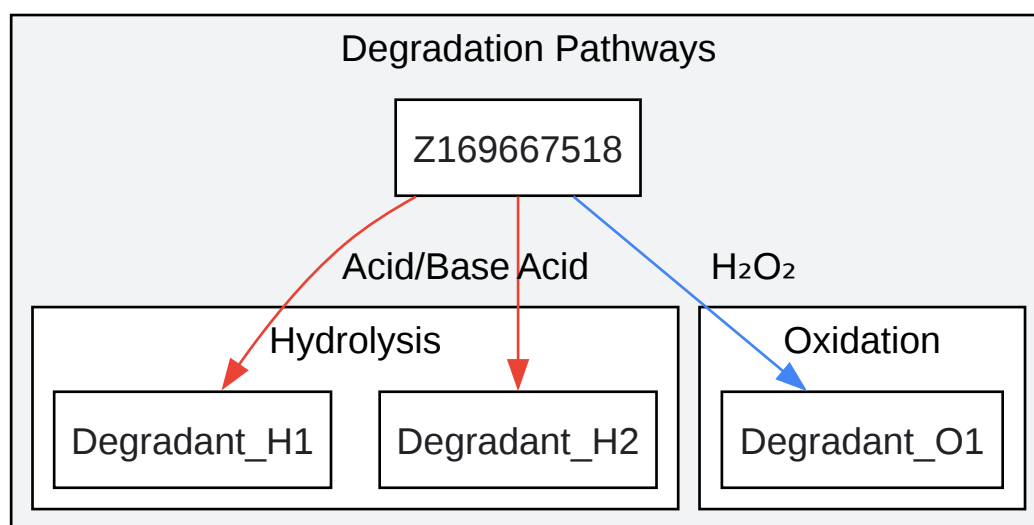 Degradation Pathways
Z169667518
Acid/Base
Acid
H₂O₂
Hydrolysis
Oxidation
Degradant_H1
Degradant_H2
Degradant_O1